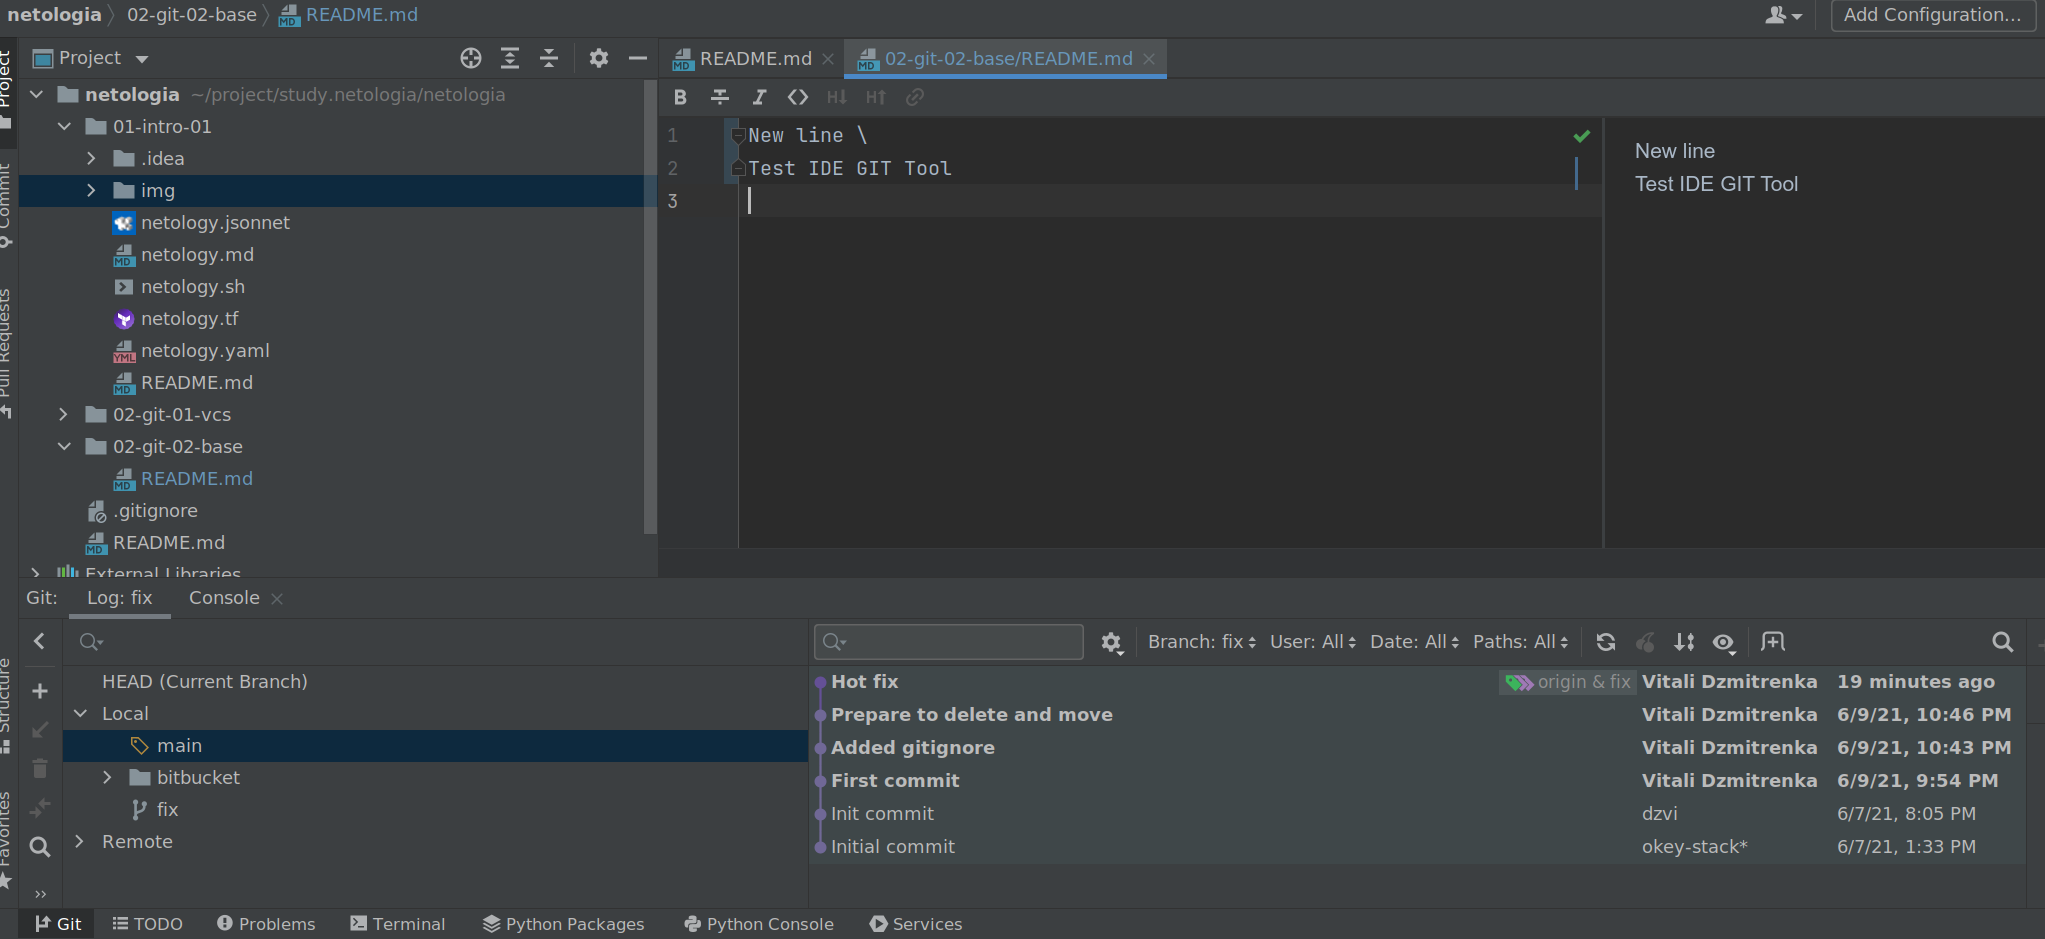 netologia 02-git-02-base README.md
Add Configuration...
Project
Project
README.md
02-git-02-base/README.md
netologia ~/project/study.netologia/netologia
01-intro-01
.idea
img
netology.jsonnet
netology.md
netology.sh
netology.tf
netology.yaml
README.md
02-git-01-vcs
02-git-02-base
README.md
.gitignore
README.md
External Libraries
Commit
Pull Requests
Structure
Favorites
1 New line \
2 Test IDE GIT Tool
3
New line
Test IDE GIT Tool
Git: Log: fix Console
HEAD (Current Branch)
Local
main
bitbucket
fix
Remote
Branch: fix User: All Date: All Paths: All
Hot fix origin & fix Vitali Dzmitrenka 19 minutes ago
Prepare to delete and move Vitali Dzmitrenka 6/9/21, 10:46 PM
Added gitignore Vitali Dzmitrenka 6/9/21, 10:43 PM
First commit Vitali Dzmitrenka 6/9/21, 9:54 PM
Init commit dzvi 6/7/21, 8:05 PM
Initial commit okey-stack* 6/7/21, 1:33 PM
Git TODO Problems Terminal Python Packages Python Console Services